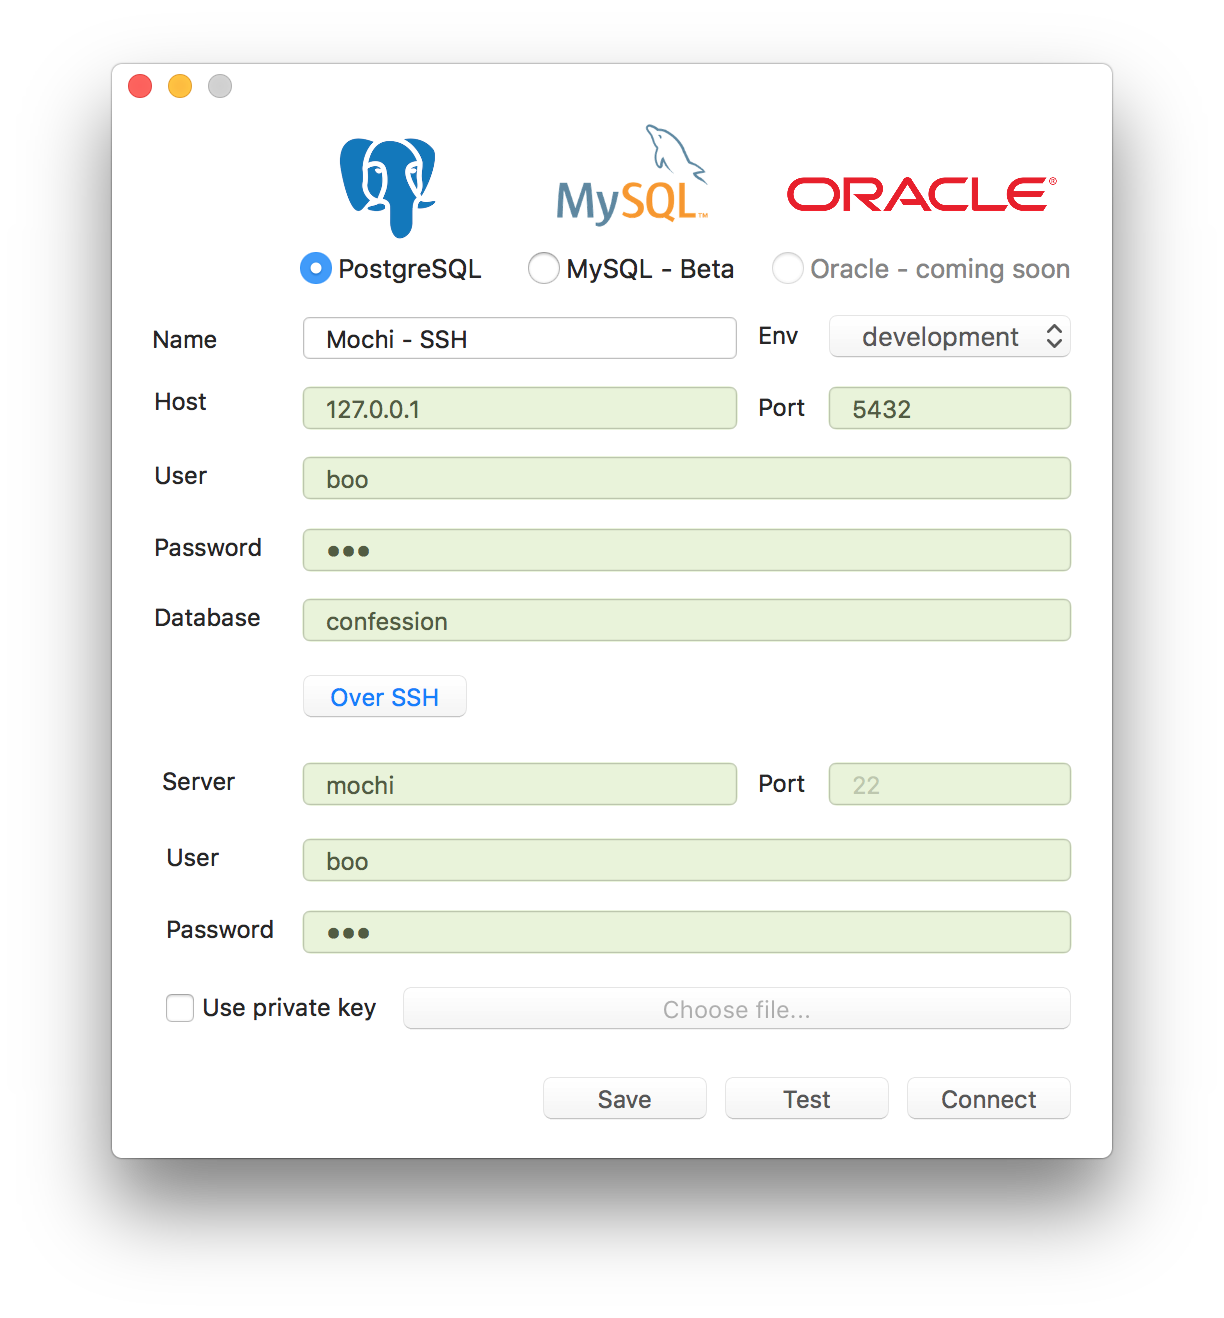 MySQL™
ORACLE®
PostgreSQL MySQL - Beta Oracle - coming soon
Name Mochi - SSH Env development
Host 127.0.0.1 Port 5432
User boo
Password •••
Database confession
Over SSH
Server mochi Port 22
User boo
Password •••
Use private key Choose file...
Save Test Connect